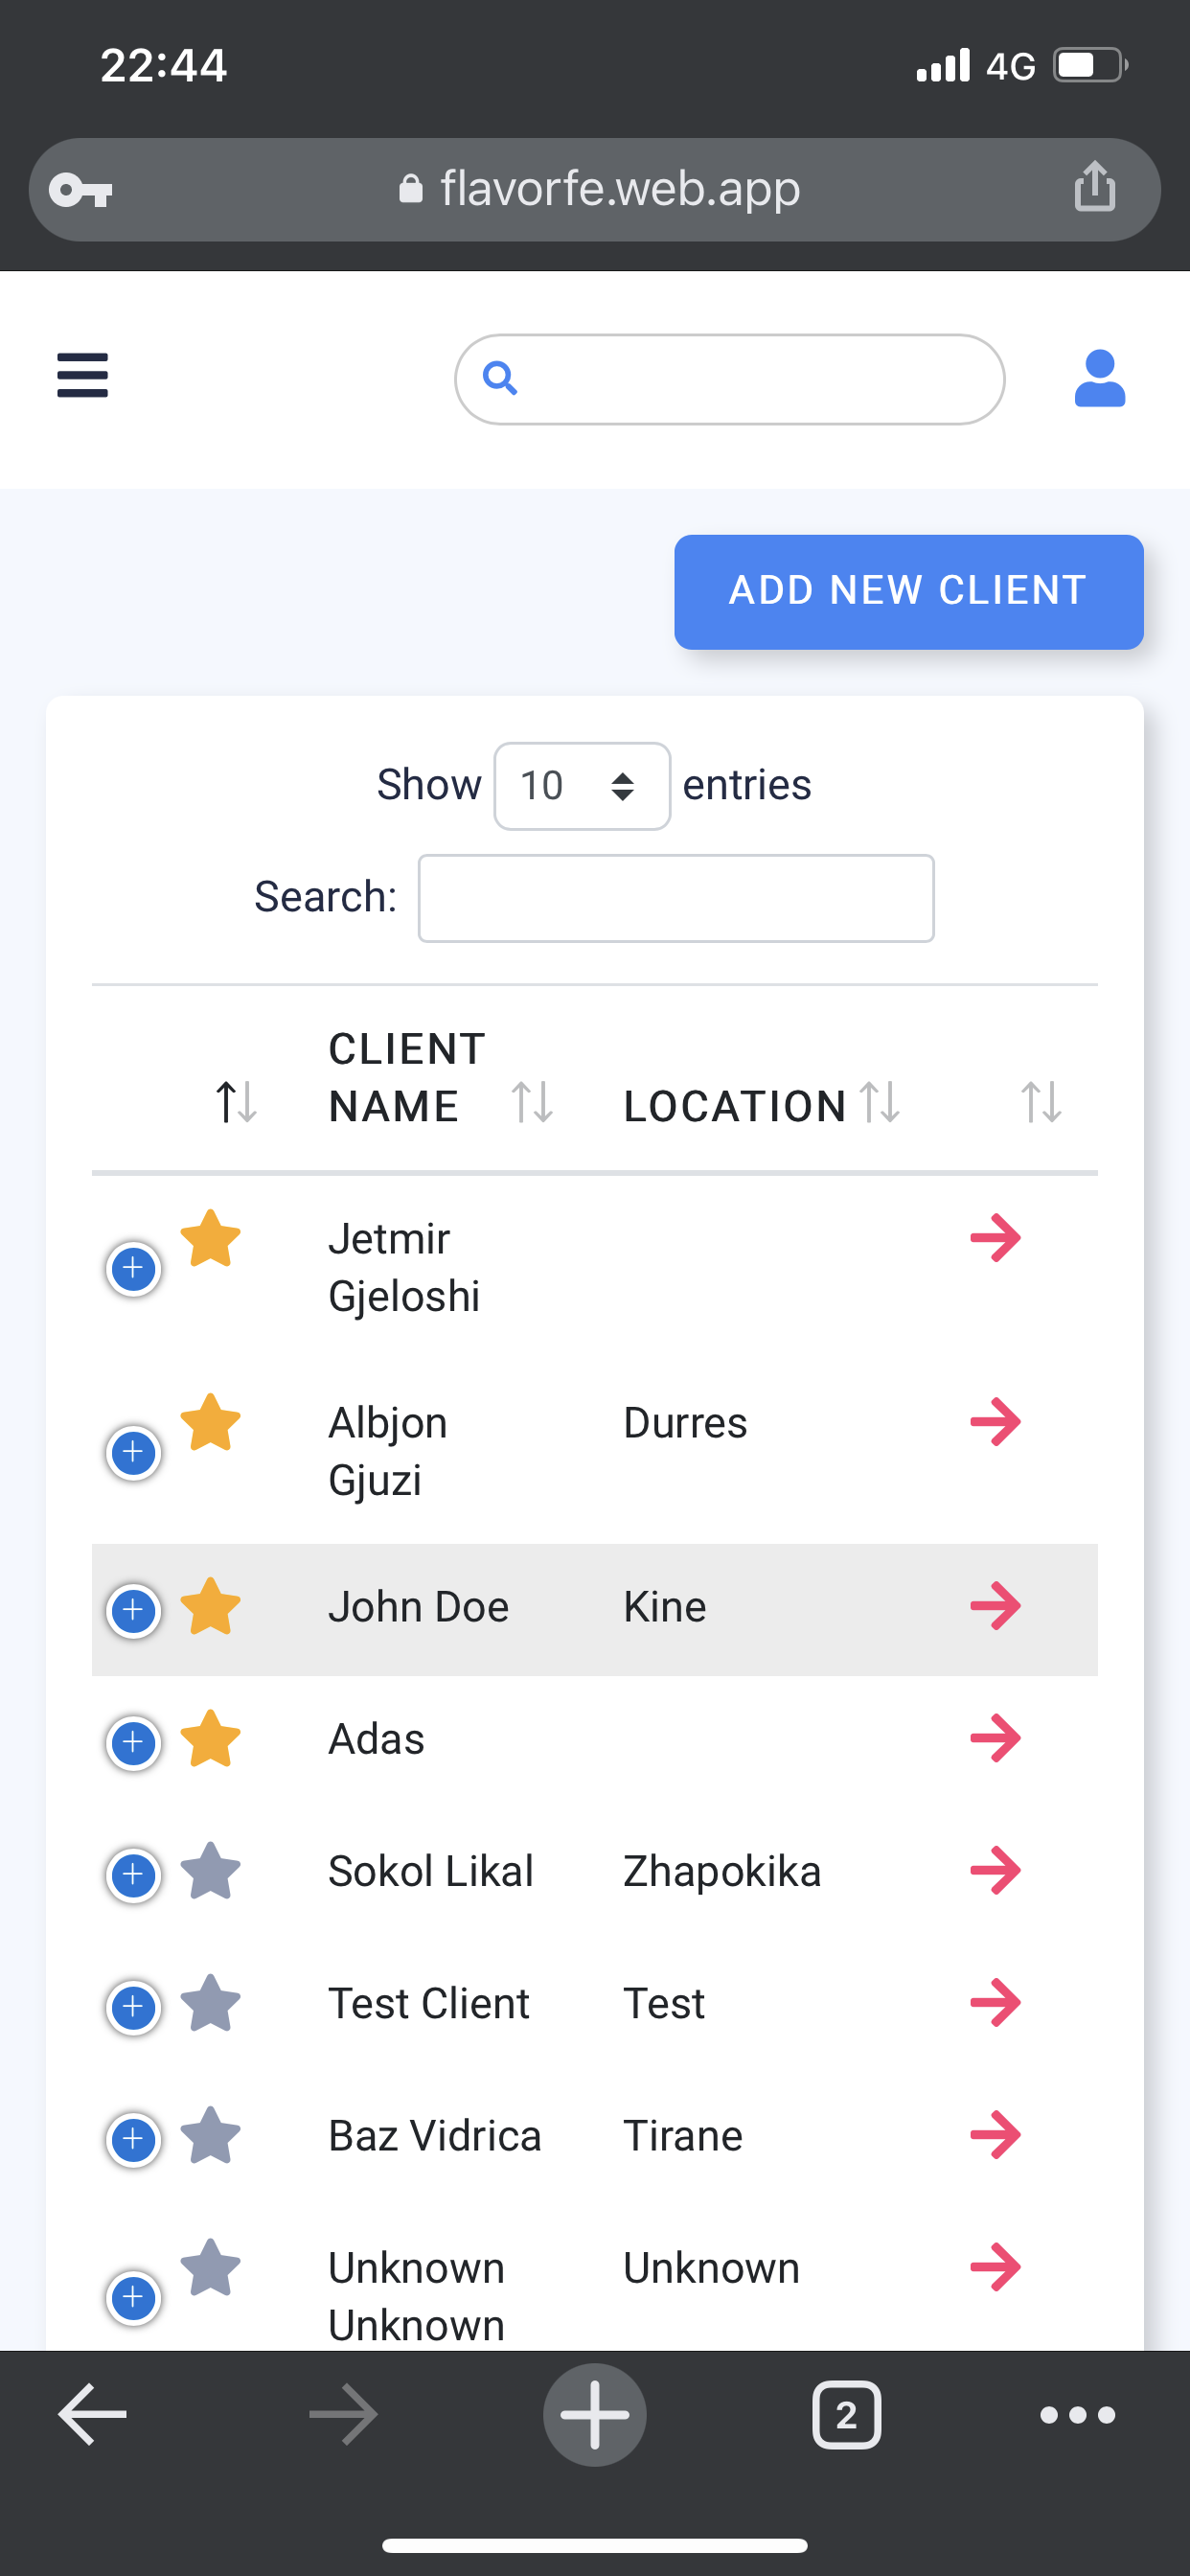 22:44 4G
flavorfe.web.app
ADD NEW CLIENT
Show 10 entries
Search:
CLIENT
NAME LOCATION
Jetmir
Gjeloshi
Albjon Durres
Gjuzi
John Doe Kine
Adas
Sokol Likal Zhapokika
Test Client Test
Baz Vidrica Tirane
Unknown Unknown
Unknown
2